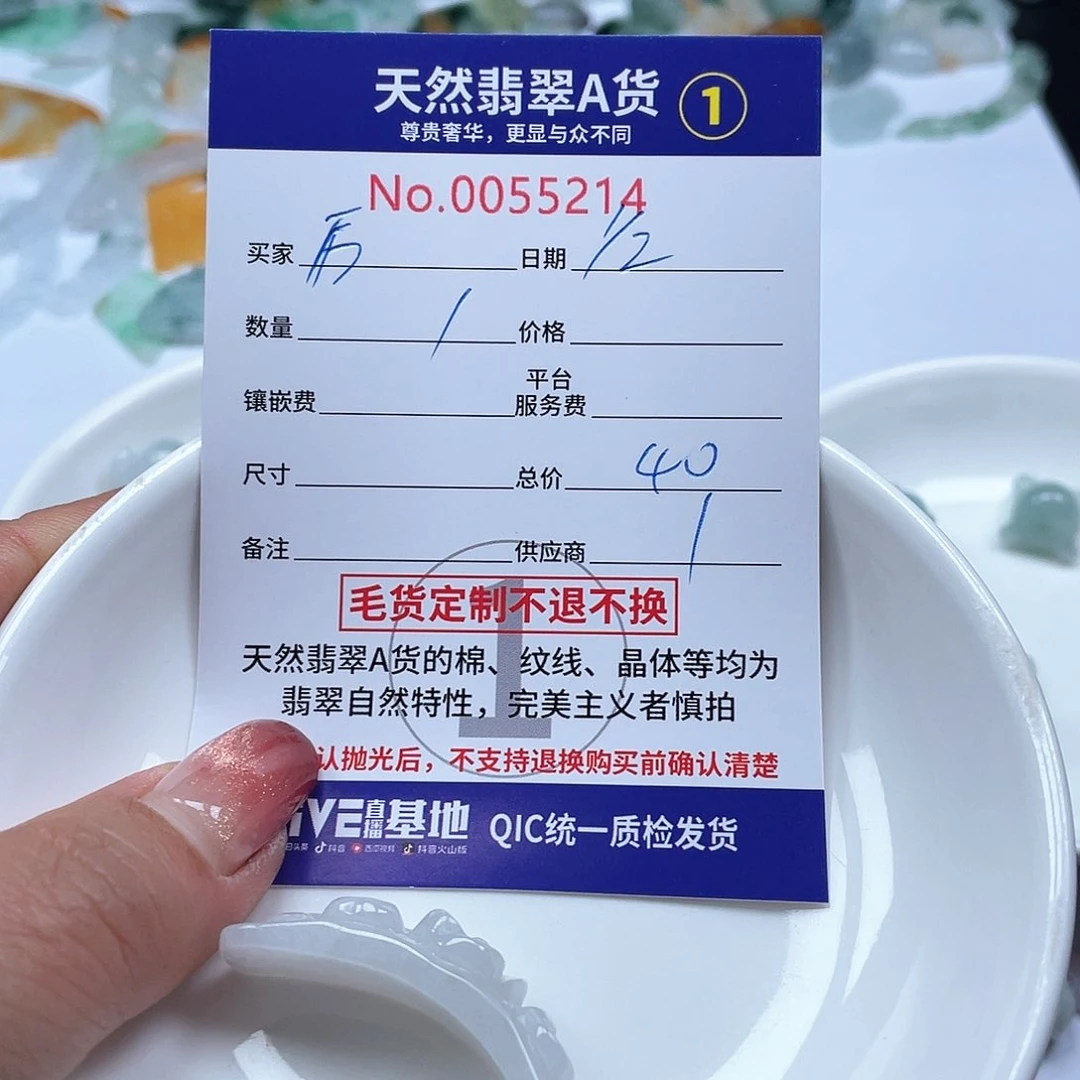 天然翡翠A货 1
尊贵奢华，更显与众不同
No.0055214
买家 日期 1/2
数量 1 价格
镶嵌费 平台服务费
尺寸 总价 40
备注 供应商 1
毛货定制不退不换
1
天然翡翠A货的棉、纹线、晶体等均为
翡翠自然特性，完美主义者慎拍
认抛光后，不支持退换购买前确认清楚
IVE直播基地 QIC统一质检发货
抖音 西瓜视频 抖音火山版